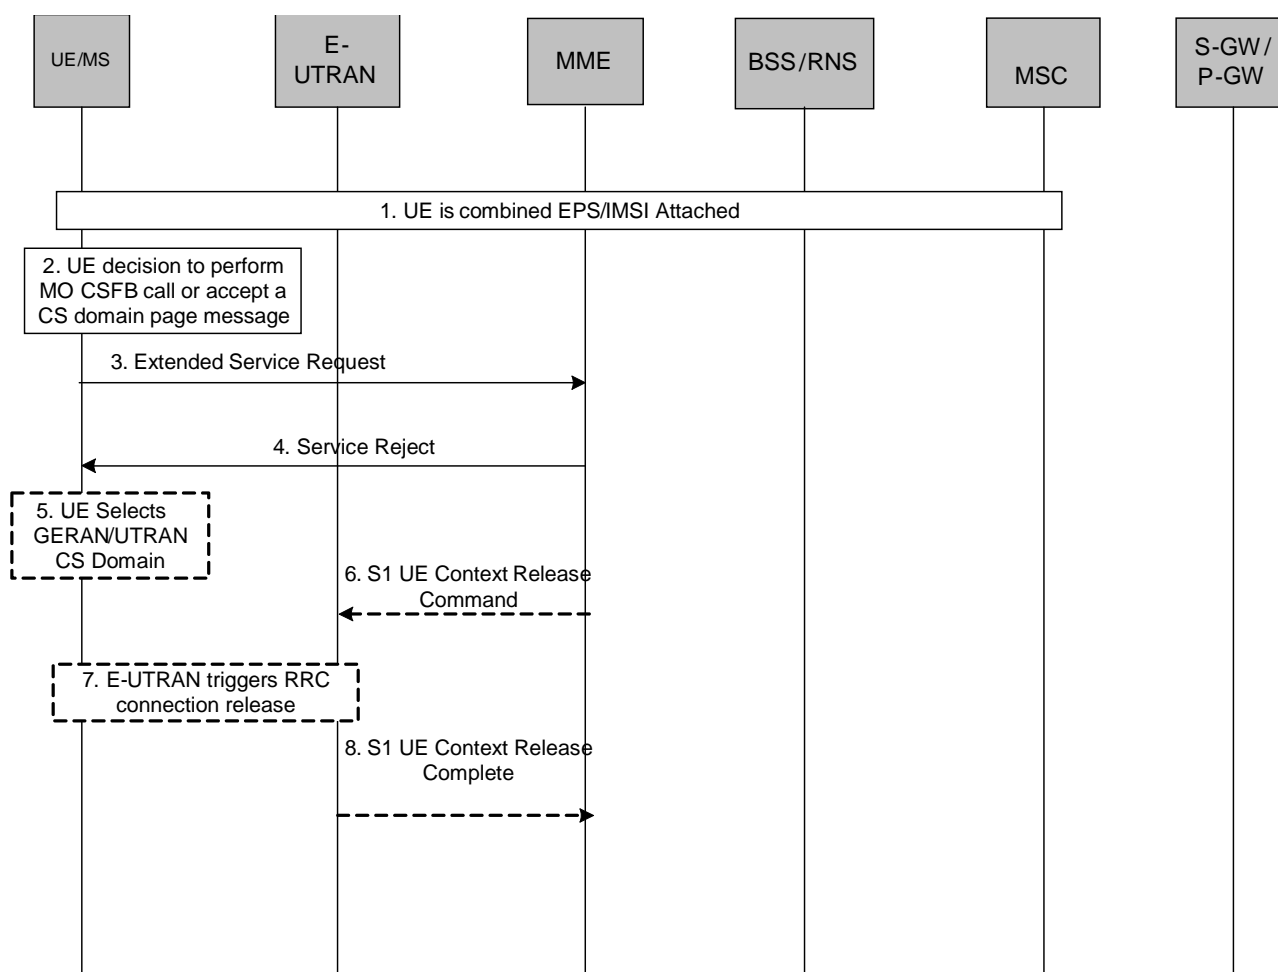 UE/MS
E-
UTRAN
MME
BSS/RNS
MSC
S-GW/
P-GW
1. UE is combined EPS/IMSI Attached
2. UE decision to perform
MO CSFB call or accept a
CS domain page message
3. Extended Service Request
4. Service Reject
5. UE Selects
GERAN/UTRAN
CS Domain
6. S1 UE Context Release
Command
7. E-UTRAN triggers RRC
connection release
8. S1 UE Context Release
Complete